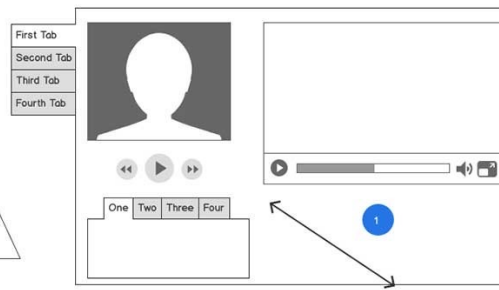 First Tab
Second Tab
Third Tab
Fourth Tab
One Two Three Four
1